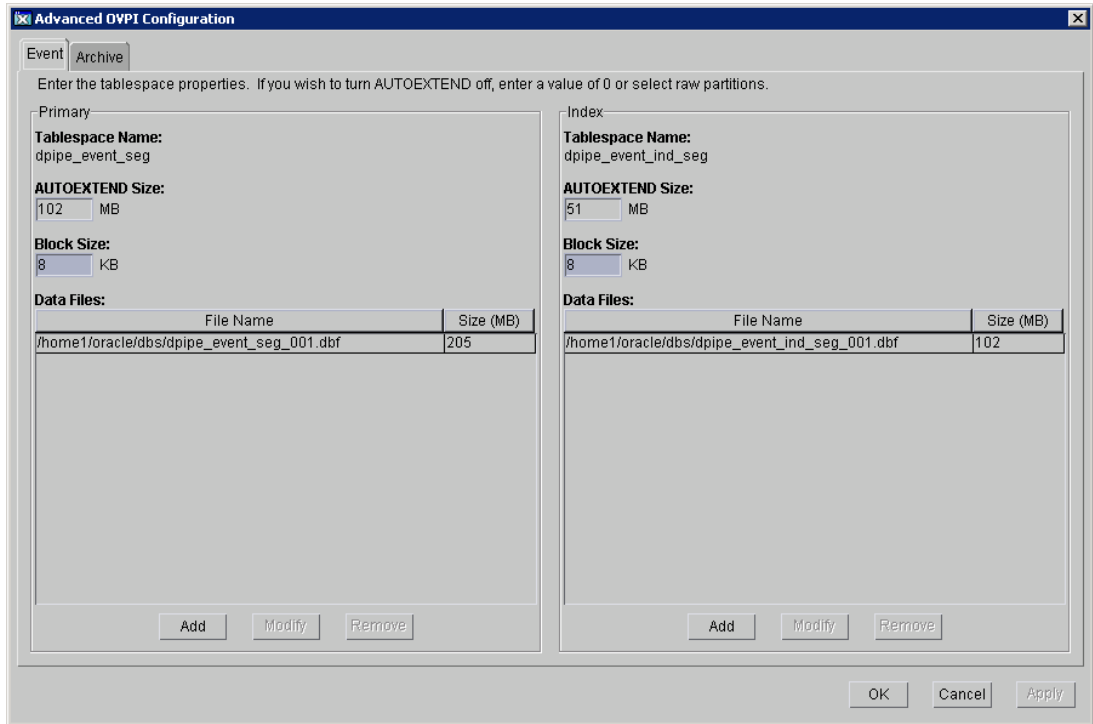 Advanced OVPI Configuration
Event
Archive
Enter the tablespace properties. If you wish to turn AUTOEXTEND off, enter a value of 0 or select raw partitions.
Primary
Tablespace Name:
dpipe_event_seg
AUTOEXTEND Size:
102 MB
Block Size:
8 KB
Data Files:
File Name Size (MB)
/home1/oracle/dbs/dpipe_event_seg_001.dbf 205
Add Modify Remove
Index
Tablespace Name:
dpipe_event_ind_seg
AUTOEXTEND Size:
51 MB
Block Size:
8 KB
Data Files:
File Name Size (MB)
/home1/oracle/dbs/dpipe_event_ind_seg_001.dbf 102
Add Modify Remove
OK Cancel Apply